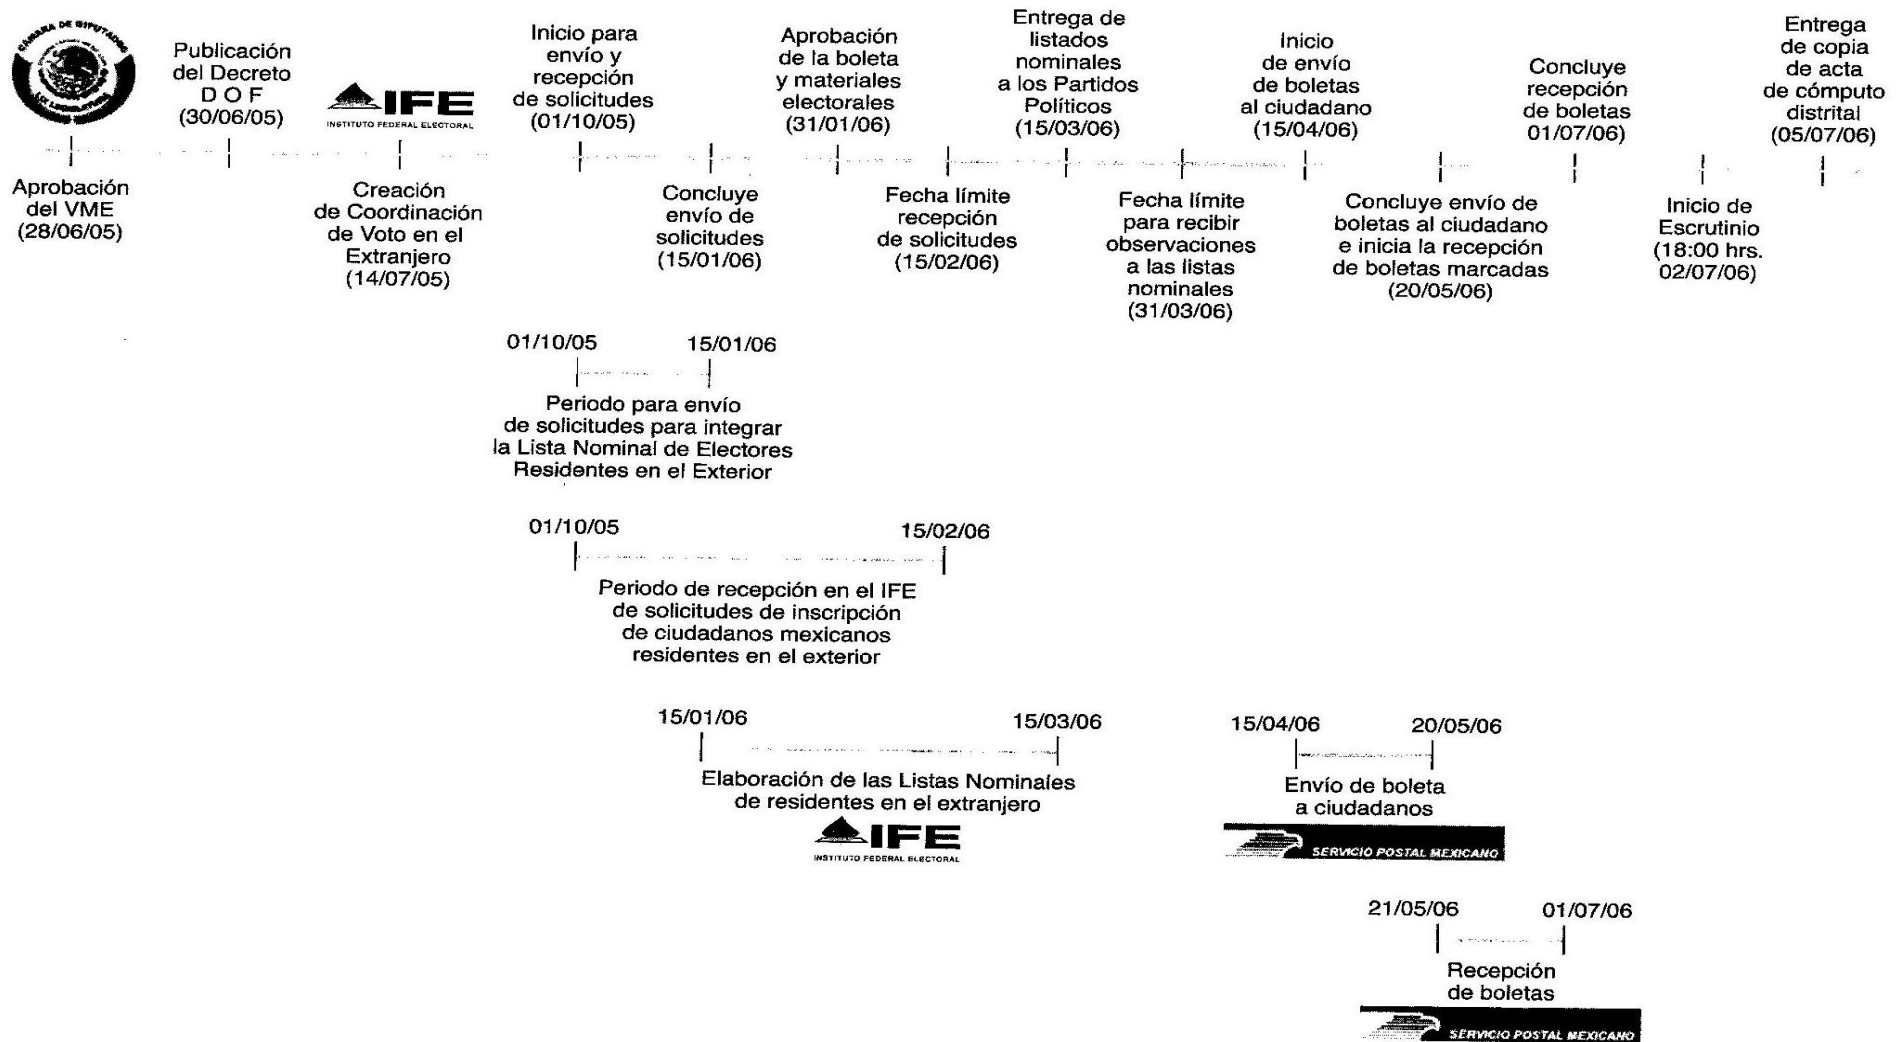 CÁMARA DE DIPUTADOS
LIX LEGISLATURA
Aprobación
del VME
(28/06/05)
Publicación
del Decreto
D O F
(30/06/05)
IFE
INSTITUTO FEDERAL ELECTORAL
Creación
de Coordinación
de Voto en el
Extranjero
(14/07/05)
Inicio para
envío y
recepción
de solicitudes
(01/10/05)
Concluye
envío de
solicitudes
(15/01/06)
Aprobación
de la boleta
y materiales
electorales
(31/01/06)
Fecha límite
recepción
de solicitudes
(15/02/06)
Entrega de
listados
nominales
a los Partidos
Políticos
(15/03/06)
Fecha límite
para recibir
observaciones
a las listas
nominales
(31/03/06)
Inicio
de envío
de boletas
al ciudadano
(15/04/06)
Concluye envío de
boletas al ciudadano
e inicia la recepción
de boletas marcadas
(20/05/06)
Concluye
recepción
de boletas
01/07/06)
Inicio de
Escrutinio
(18:00 hrs.
02/07/06)
Entrega
de copia
de acta
de cómputo
distrital
(05/07/06)
01/10/05 15/01/06
Periodo para envío
de solicitudes para integrar
la Lista Nominal de Electores
Residentes en el Exterior
01/10/05 15/02/06
Periodo de recepción en el IFE
de solicitudes de inscripción
de ciudadanos mexicanos
residentes en el exterior
15/01/06 15/03/06
Elaboración de las Listas Nominales
de residentes en el extranjero
IFE
INSTITUTO FEDERAL ELECTORAL
15/04/06 20/05/06
Envío de boleta
a ciudadanos
SERVICIO POSTAL MEXICANO
21/05/06 01/07/06
Recepción
de boletas
SERVICIO POSTAL MEXICANO